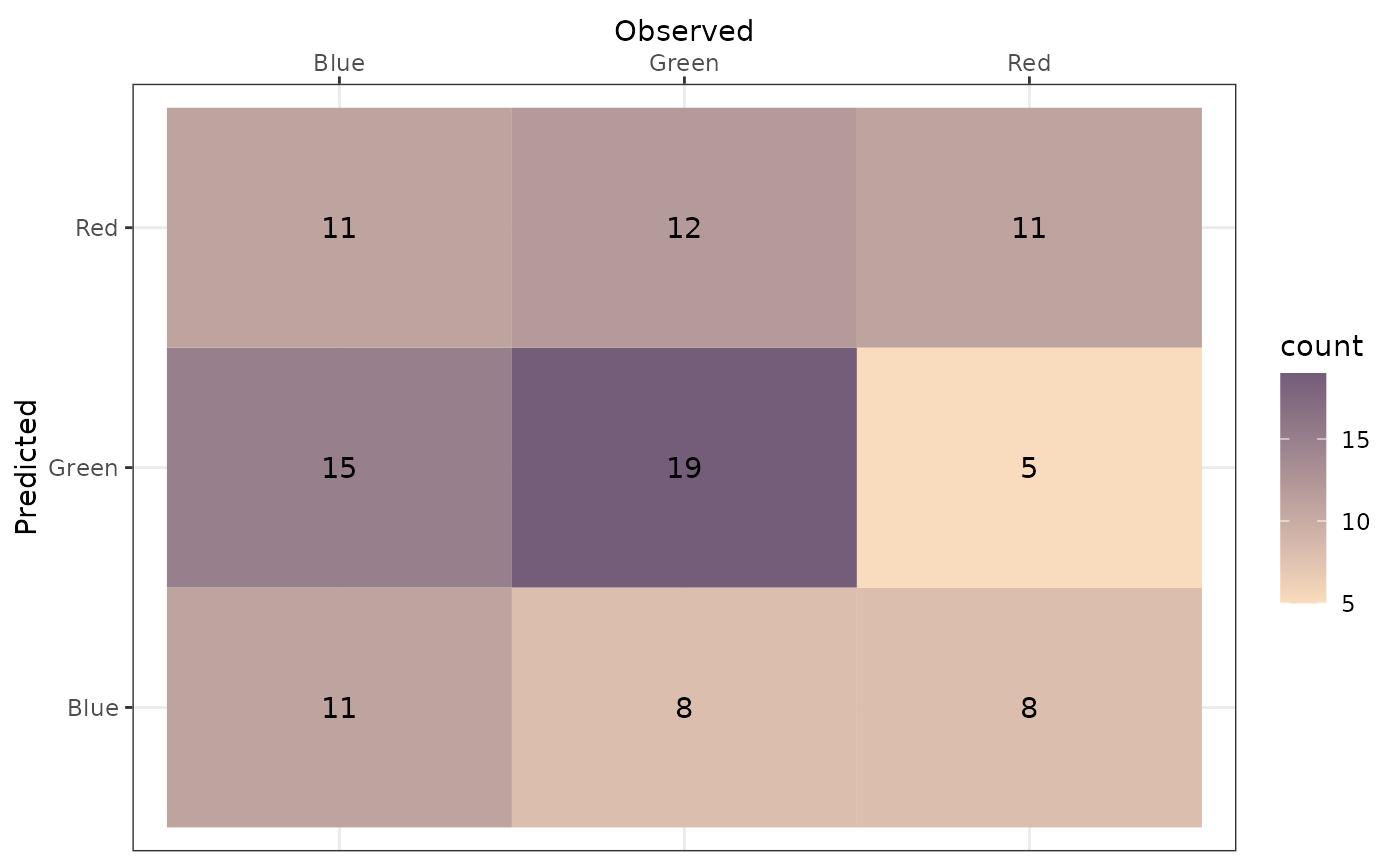 Observed
Blue Green Red
Red 11 12 11
Green 15 19 5
Blue 11 8 8
Predicted
count
15
10
5